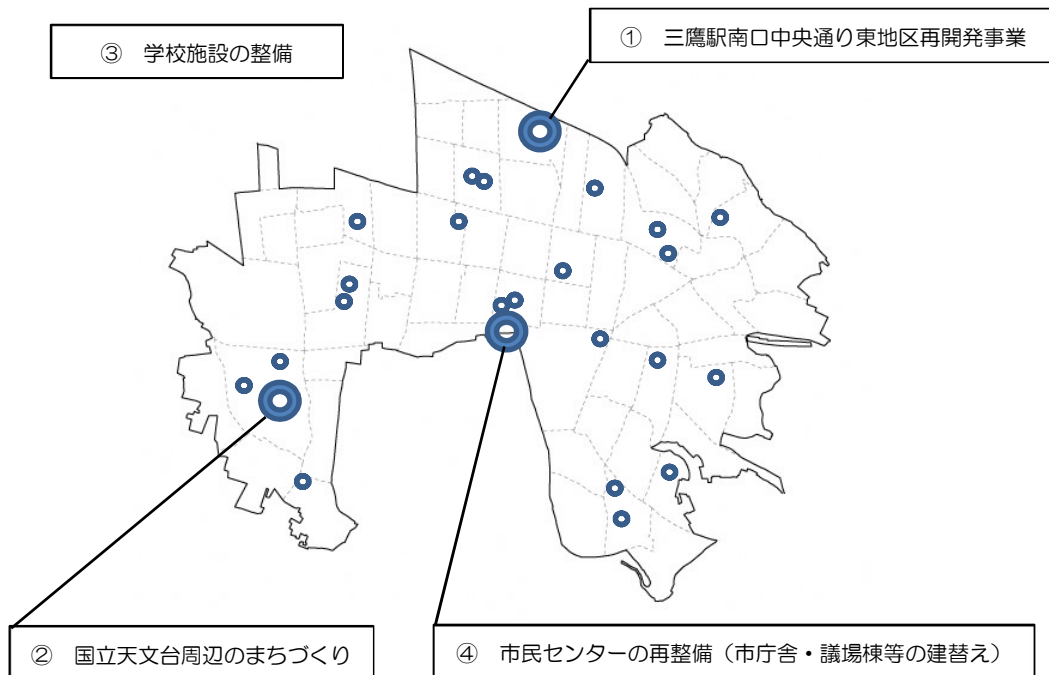 ① 三鷹駅南口中央通り東地区再開発事業
③ 学校施設の整備
② 国立天文台周辺のまちづくり
④ 市民センターの再整備（市庁舎・議場棟等の建替え）